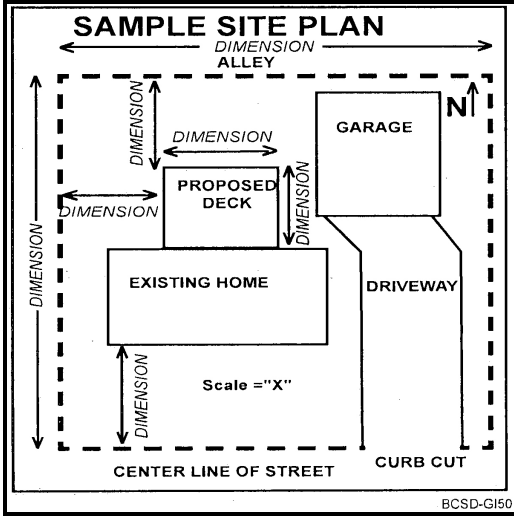 SAMPLE SITE PLAN
DIMENSION
ALLEY
DIMENSION
N
GARAGE
DIMENSION
PROPOSED
DECK
DIMENSION
DIMENSION
DIMENSION
EXISTING HOME
DRIVEWAY
DIMENSION
Scale ="X"
CENTER LINE OF STREET
CURB CUT
BCSD-GI50